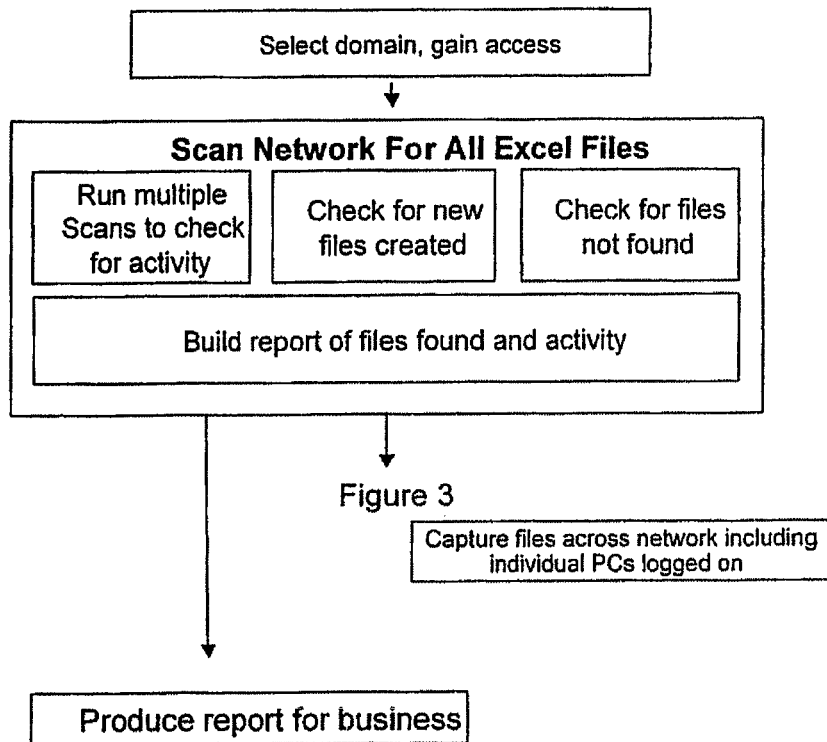 Select domain, gain access
Scan Network For All Excel Files
Run multiple
Scans to check
for activity
Check for new
files created
Check for files
not found
Build report of files found and activity
Figure 3
Capture files across network including
individual PCs logged on
Produce report for business